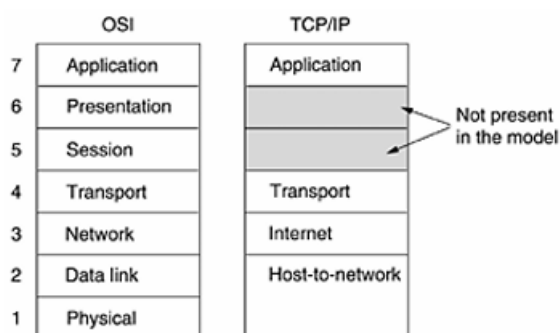 OSI TCP/IP
7 Application Application
6 Presentation
5 Session
Not present
in the model
4 Transport Transport
3 Network Internet
2 Data link Host-to-network
1 Physical